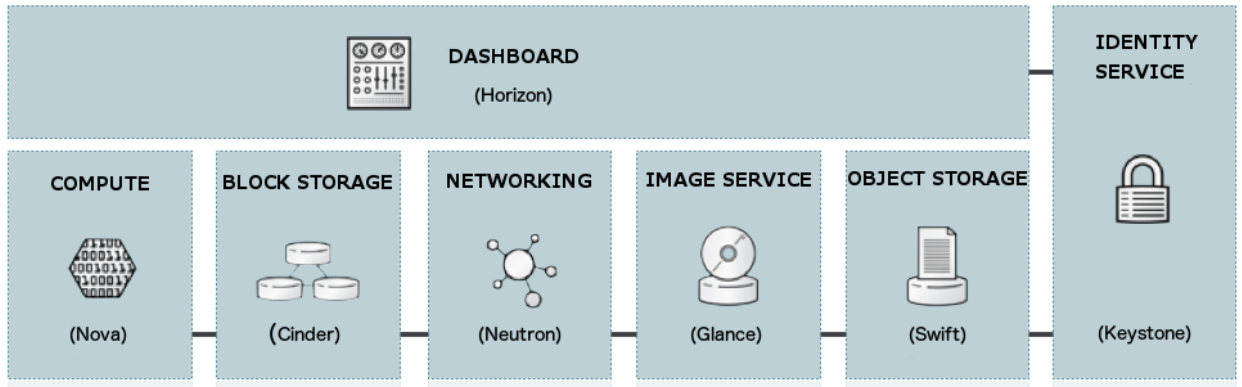 DASHBOARD
(Horizon)
IDENTITY
SERVICE
COMPUTE
(Nova)
BLOCK STORAGE
(Cinder)
NETWORKING
(Neutron)
IMAGE SERVICE
(Glance)
OBJECT STORAGE
(Swift)
(Keystone)